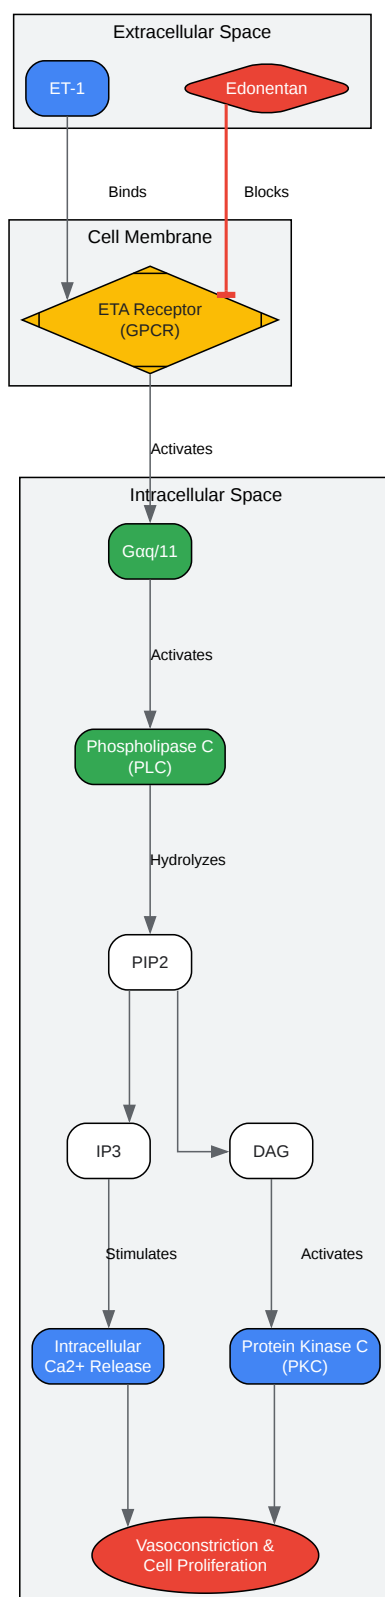 Extracellular Space
ET-1
Edonentan
Binds
Blocks
Cell Membrane
ETA Receptor
(GPCR)
Activates
Intracellular Space
Gαq/11
Activates
Phospholipase C
(PLC)
Hydrolyzes
PIP2
IP3
DAG
Stimulates
Activates
Intracellular
Ca2+ Release
Protein Kinase C
(PKC)
Vasoconstriction &
Cell Proliferation